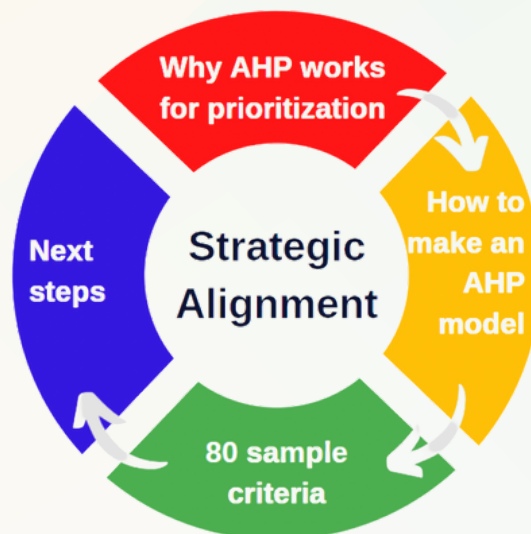 Why AHP works
for prioritization
How to
make an
AHP
model
Strategic
Alignment
Next
steps
80 sample
criteria